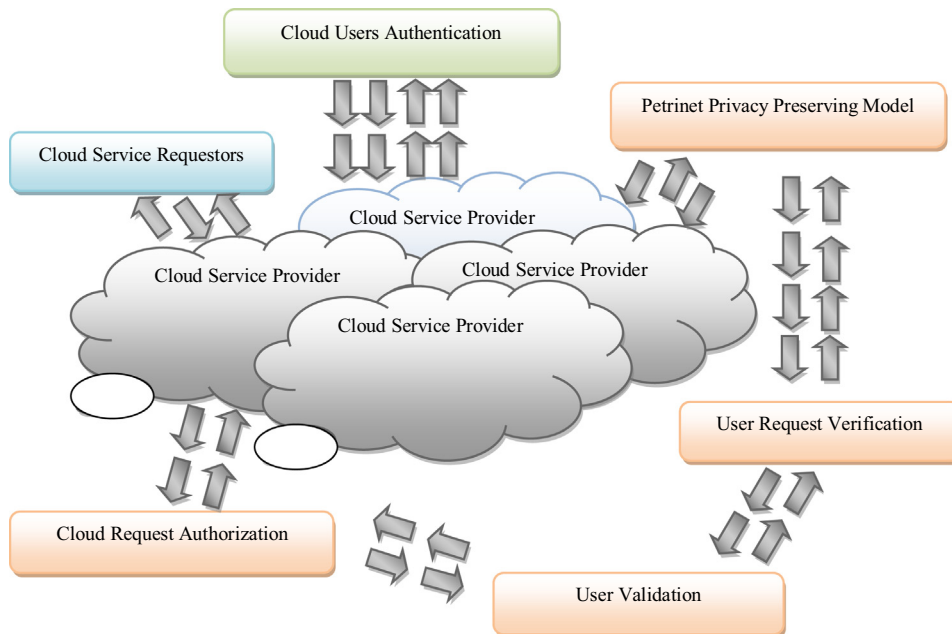 Cloud Users Authentication
Petrinet Privacy Preserving Model
Cloud Service Requestors
Cloud Service Provider
Cloud Service Provider
Cloud Service Provider
Cloud Service Provider
User Request Verification
Cloud Request Authorization
User Validation